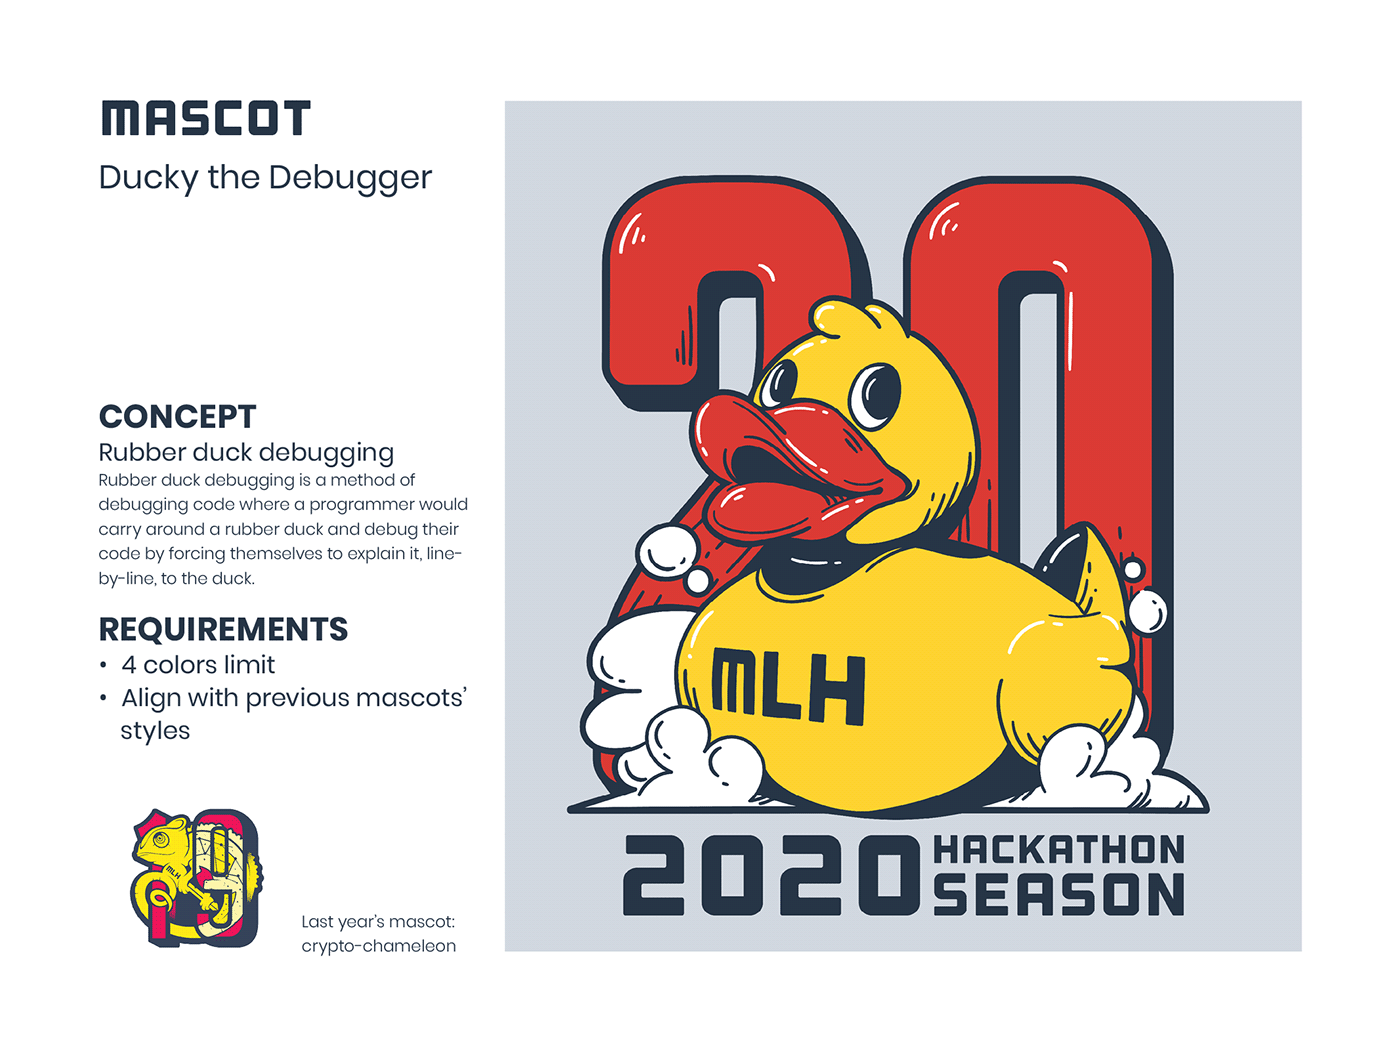 MASCOT
Ducky the Debugger
CONCEPT
Rubber duck debugging
Rubber duck debugging is a method of
debugging code where a programmer would
carry around a rubber duck and debug their
code by forcing themselves to explain it, line-
by-line, to the duck.
REQUIREMENTS
• 4 colors limit
• Align with previous mascots’
styles
19
MLH
Last year’s mascot:
crypto-chameleon
20
MLH
2020 HACKATHON
SEASON